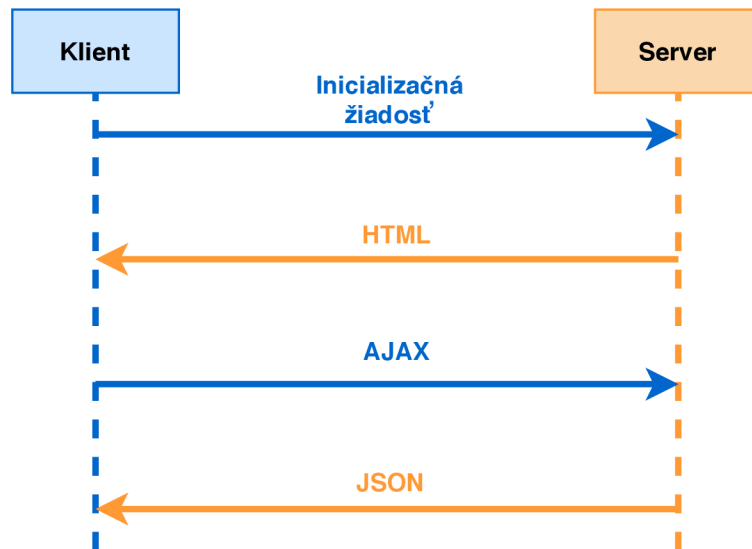 Klient
Server
Inicializačná
žiadosť
HTML
AJAX
JSON